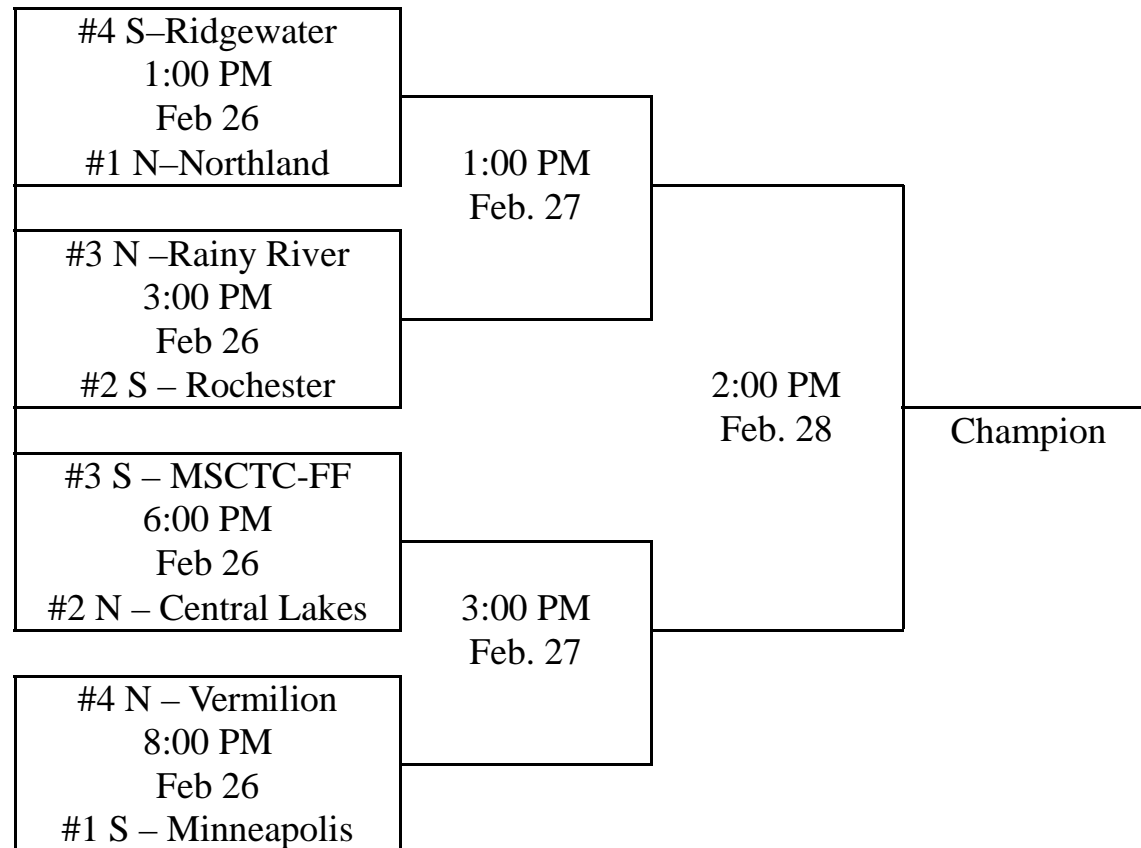 #4 S–Ridgewater
1:00 PM
Feb 26
#1 N–Northland
1:00 PM
Feb. 27
#3 N –Rainy River
3:00 PM
Feb 26
#2 S – Rochester
2:00 PM
Feb. 28
Champion
#3 S – MSCTC-FF
6:00 PM
Feb 26
#2 N – Central Lakes
3:00 PM
Feb. 27
#4 N – Vermilion
8:00 PM
Feb 26
#1 S – Minneapolis